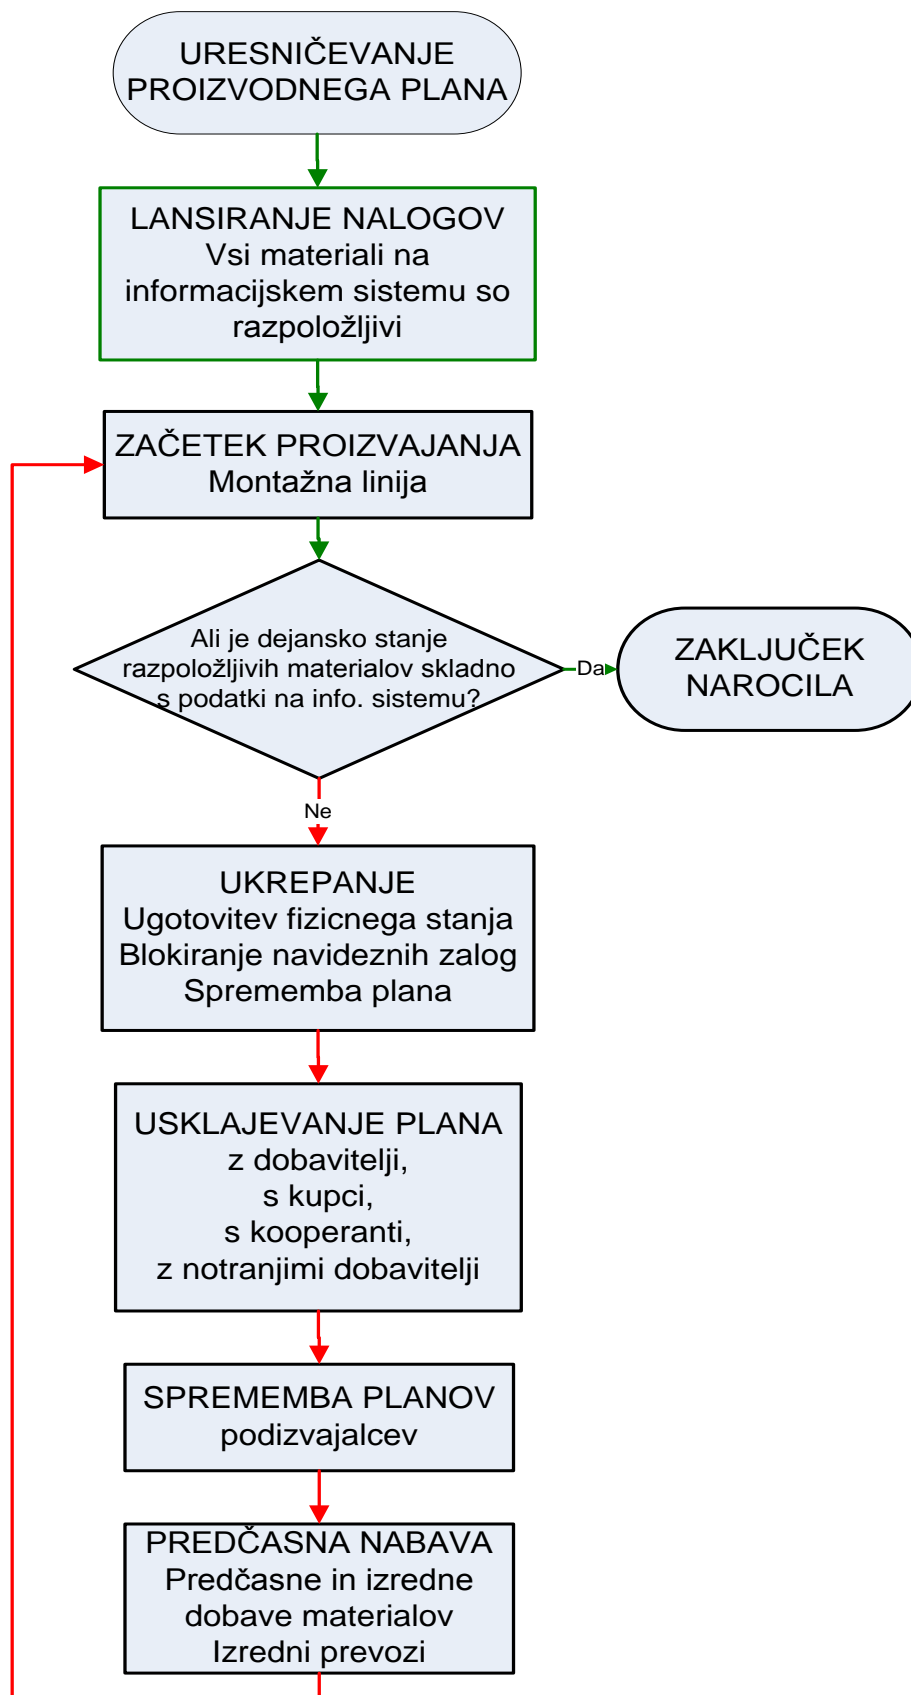 URESNIČEVANJE
PROIZVODNEGA PLANA
LANSIRANJE NALOGOV
Vsi materiali na
informacijskem sistemu so
razpoložljivi
ZAČETEK PROIZVAJANJA
Montažna linija
Ali je dejansko stanje
razpoložljivih materialov skladno
s podatki na info. sistemu?
Da
ZAKLJUČEK
NAROCILA
Ne
UKREPANJE
Ugotovitev fizicnega stanja
Blokiranje navideznih zalog
Sprememba plana
USKLAJEVANJE PLANA
z dobavitelji,
s kupci,
s kooperanti,
z notranjimi dobavitelji
SPREMEMBA PLANOV
podizvajalcev
PREDČASNA NABAVA
Predčasne in izredne
dobave materialov
Izredni prevozi